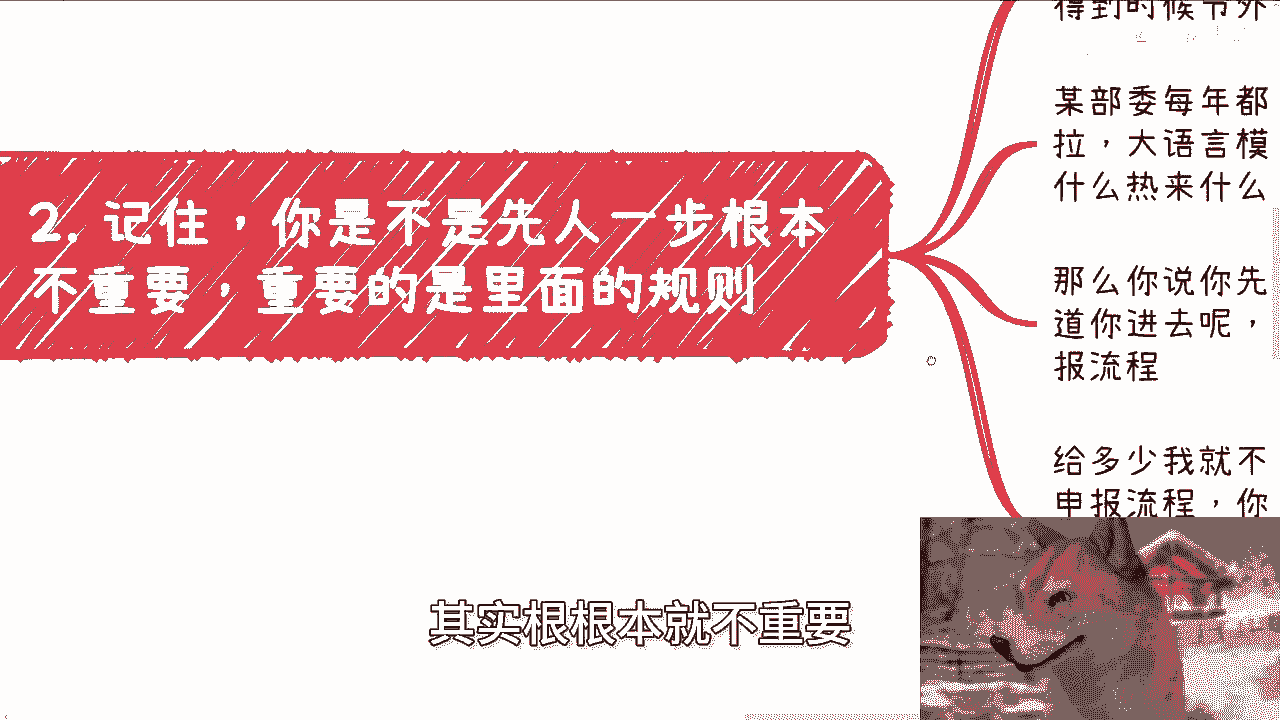 得到时候节外
某部委每年都
拉，大语言模
什么热来什么
2. 记住，你是不是先人一步根本
不重要，重要的是里面的规则
那么你说你先
道你进去呢，
报流程
给多少我就不
申报流程，你
其实根根本就不重要